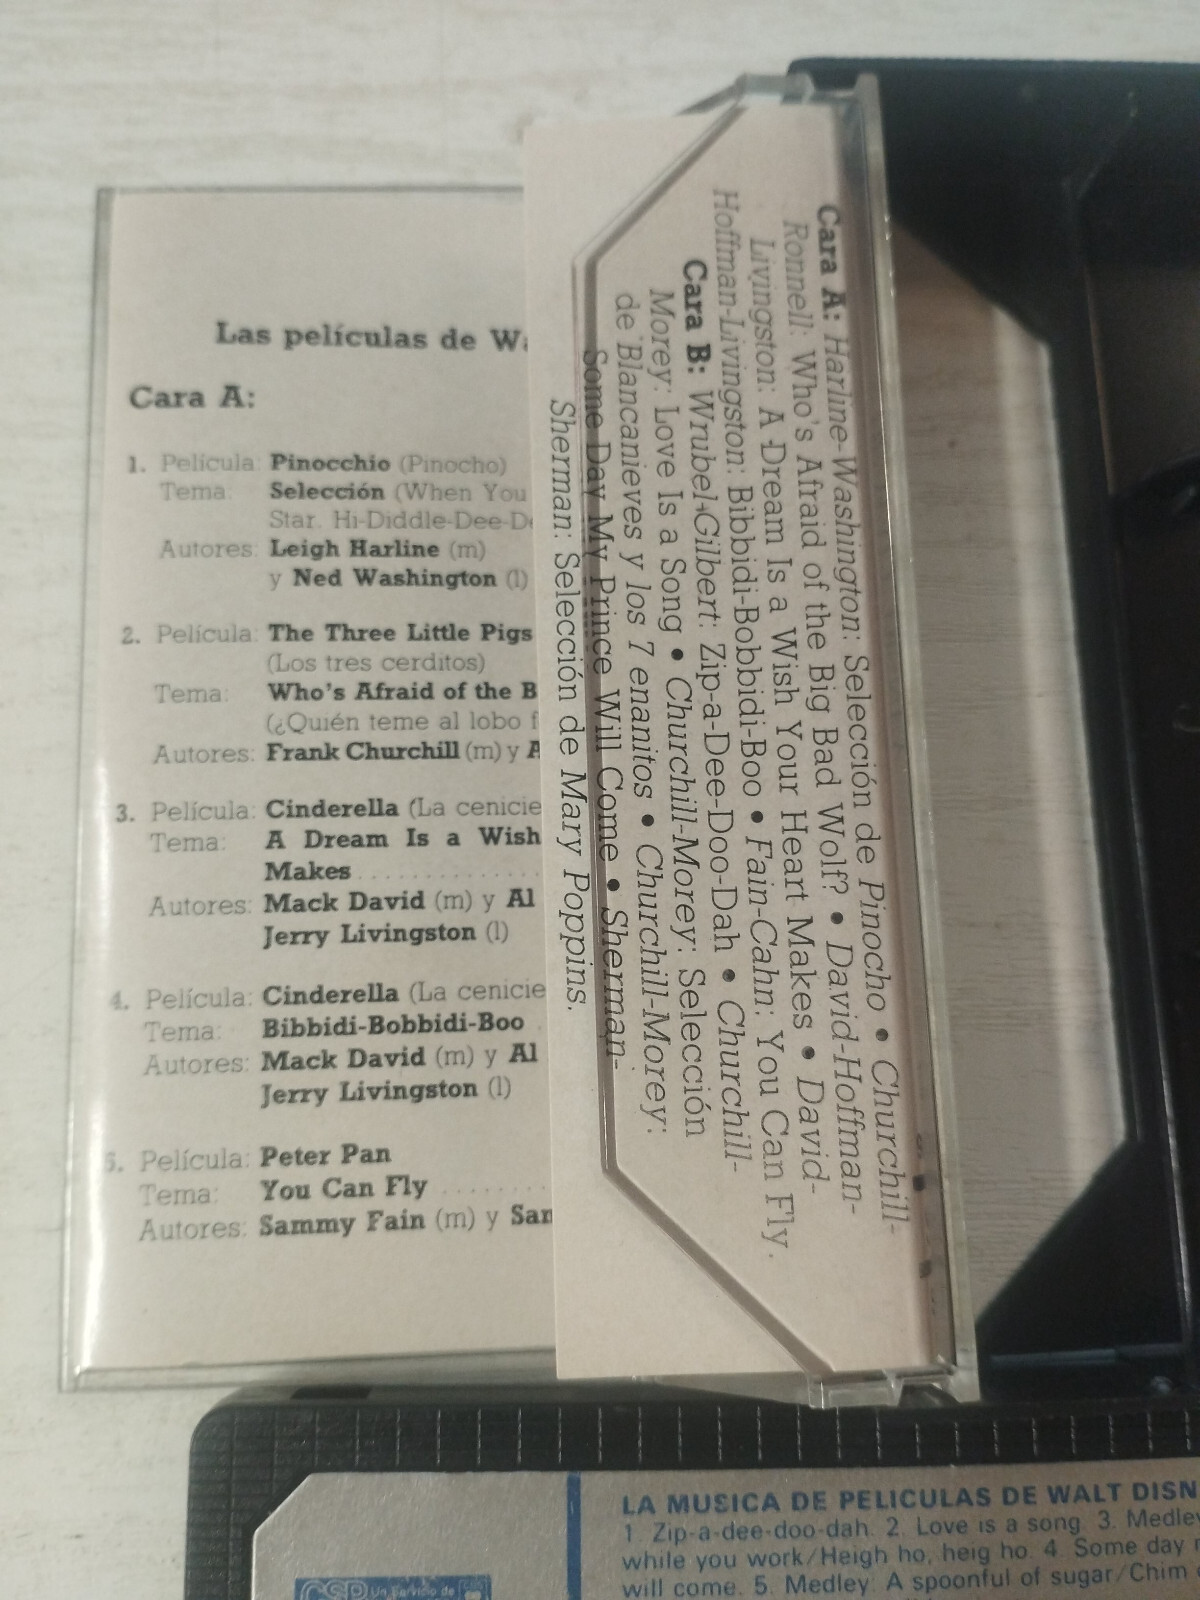 Las películas de
Cara A:
1. Película: Pinocchio (Pinocho)
Tema: Selección (When You
Star. Hi-Diddle-Dee-
Autores: Leigh Harline (m)
y Ned Washington (l)
2. Película: The Three Little Pigs
(Los tres cerditos)
Tema: Who's Afraid of the B
(¿Quién teme al lobo f
Autores: Frank Churchill (m) y A
3. Película: Cinderella (La cenicie
Tema: A Dream Is a Wish
Makes
Autores: Mack David (m) y Al
Jerry Livingston (l)
4. Película: Cinderella (La cenicie
Tema: Bibbidi-Bobbidi-Boo
Autores: Mack David (m) y Al
Jerry Livingston (l)
5. Película: Peter Pan
Tema: You Can Fly
Autores: Sammy Fain (m) y Sam
Cara A: Harline-Washington: Selección de Pinocho • Churchill-
Ronnell: Who's Afraid of the Big Bad Wolf? • David-Hoffman-
Livingston: A Dream Is a Wish Your Heart Makes • David-
Hoffman-Livingston: Bibbidi-Bobbidi-Boo • Fain-Cahn: You Can Fly.
Cara B: Wrubel-Gilbert: Zip-a-Dee-Doo-Dah • Churchill-
Morey: Love Is a Song • Churchill-Morey: Selección
de Blancanieves y los 7 enanitos • Churchill-Morey:
Some Day My Prince Will Come • Sherman-
Sherman: Selección de Mary Poppins.
LA MUSICA DE PELICULAS DE WALT DISN
1. Zip-a-dee-doo-dah. 2. Love is a song. 3. Medley
while you work/Heigh ho, heig ho. 4. Some day
will come. 5. Medley: A spoonful of sugar/Chim
CSP Un Servicio de